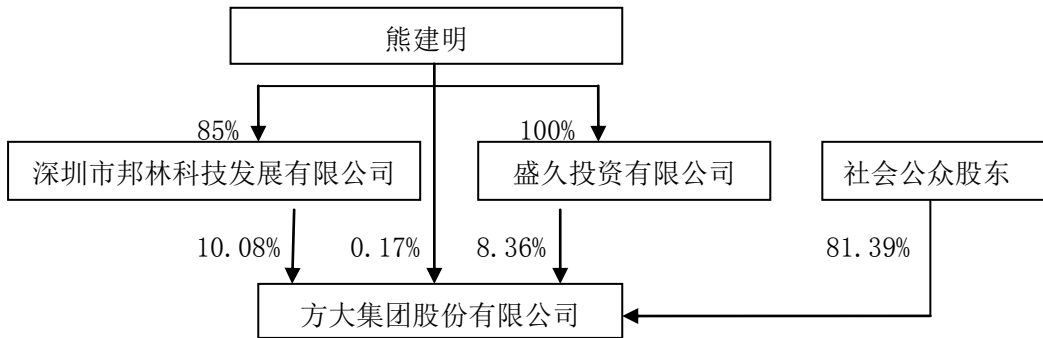 熊建明
85%
100%
深圳市邦林科技发展有限公司
盛久投资有限公司
社会公众股东
10.08%
0.17%
8.36%
81.39%
方大集团股份有限公司